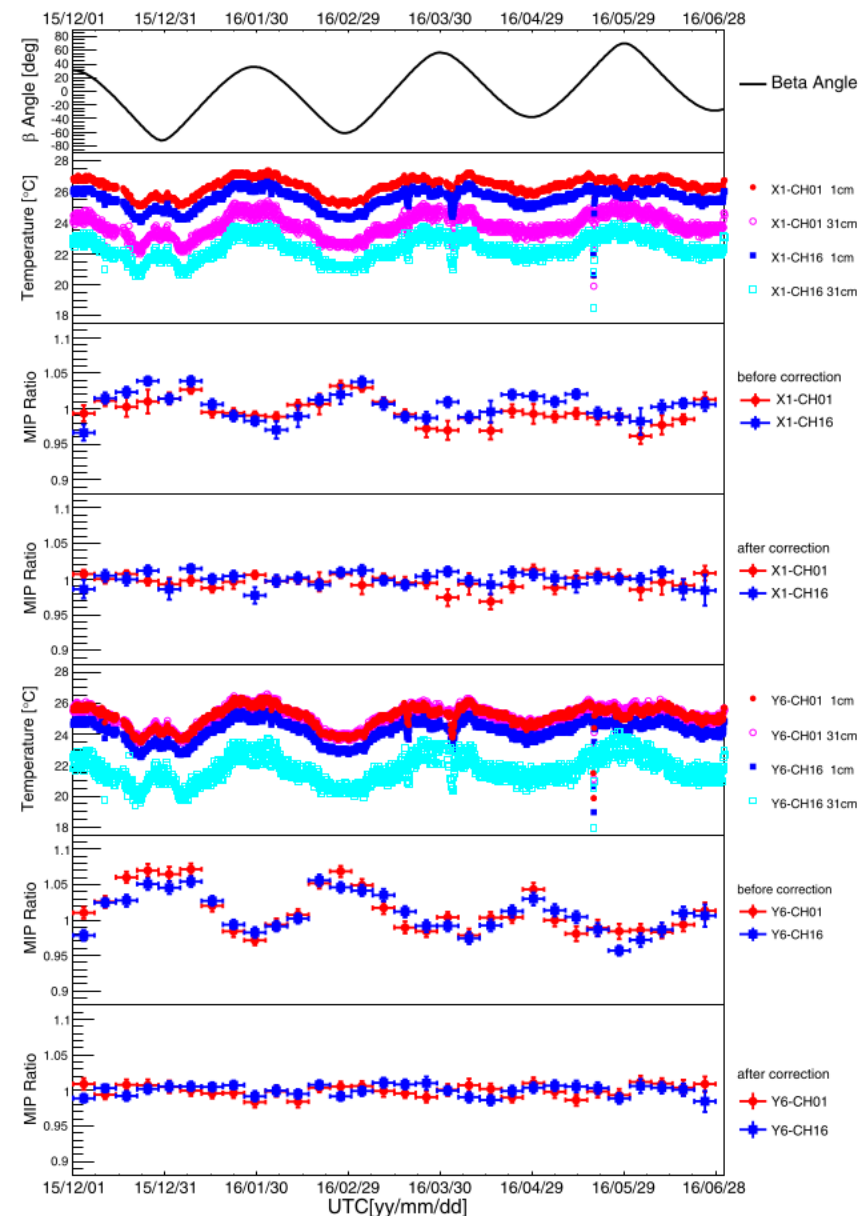 15/12/01 15/12/31 16/01/30 16/02/29 16/03/30 16/04/29 16/05/29 16/06/28
β Angle [deg]
80
60
40
20
0
-20
-40
-60
-80
Beta Angle
Temperature [°C]
28
26
24
22
20
18
X1-CH01 1cm
X1-CH01 31cm
X1-CH16 1cm
X1-CH16 31cm
MIP Ratio
1.1
1.05
1
0.95
0.9
before correction
X1-CH01
X1-CH16
MIP Ratio
1.1
1.05
1
0.95
0.9
after correction
X1-CH01
X1-CH16
Temperature [°C]
28
26
24
22
20
18
Y6-CH01 1cm
Y6-CH01 31cm
Y6-CH16 1cm
Y6-CH16 31cm
MIP Ratio
1.1
1.05
1
0.95
0.9
before correction
Y6-CH01
Y6-CH16
MIP Ratio
1.1
1.05
1
0.95
0.9
after correction
Y6-CH01
Y6-CH16
15/12/01 15/12/31 16/01/30 16/02/29 16/03/30 16/04/29 16/05/29 16/06/28
UTC[yy/mm/dd]